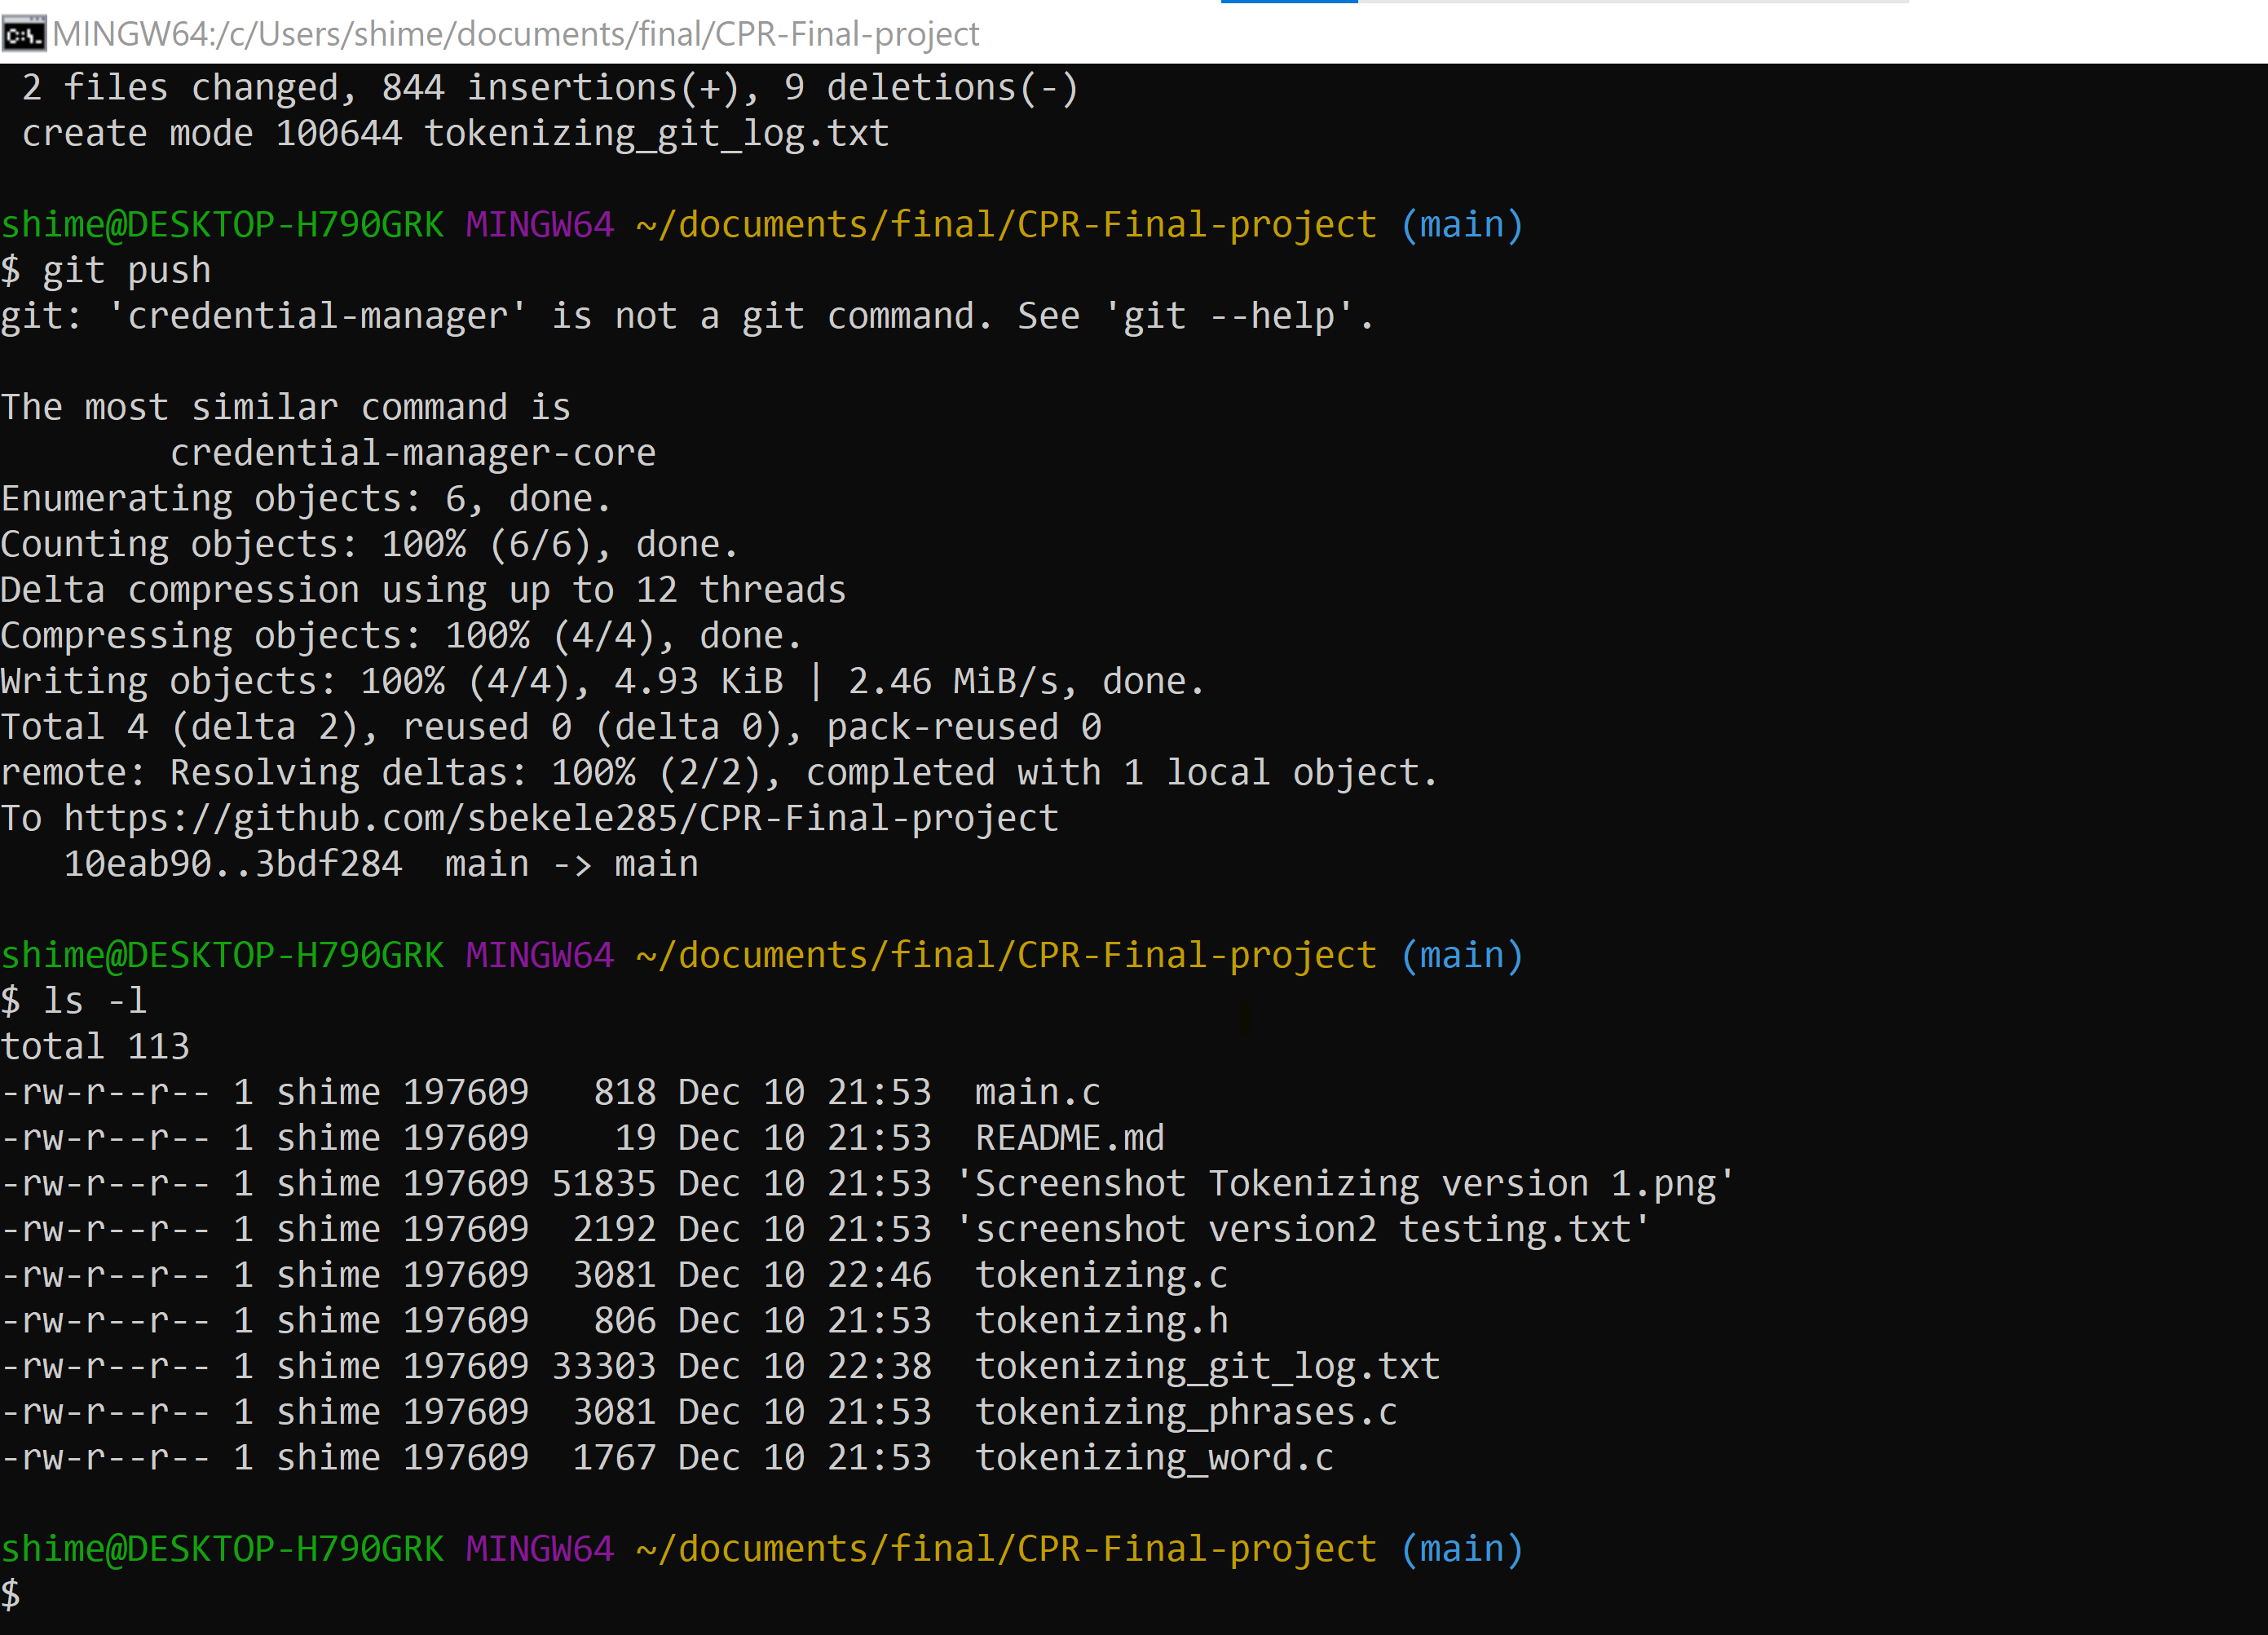 MINGW64:/c/Users/shime/documents/final/CPR-Final-project
 2 files changed, 844 insertions(+), 9 deletions(-)
 create mode 100644 tokenizing_git_log.txt

shime@DESKTOP-H790GRK MINGW64 ~/documents/final/CPR-Final-project (main)
$ git push
git: 'credential-manager' is not a git command. See 'git --help'.

The most similar command is
        credential-manager-core
Enumerating objects: 6, done.
Counting objects: 100% (6/6), done.
Delta compression using up to 12 threads
Compressing objects: 100% (4/4), done.
Writing objects: 100% (4/4), 4.93 KiB | 2.46 MiB/s, done.
Total 4 (delta 2), reused 0 (delta 0), pack-reused 0
remote: Resolving deltas: 100% (2/2), completed with 1 local object.
To https://github.com/sbekele285/CPR-Final-project
   10eab90..3bdf284  main -> main

shime@DESKTOP-H790GRK MINGW64 ~/documents/final/CPR-Final-project (main)
$ ls -l
total 113
-rw-r--r-- 1 shime 197609   818 Dec 10 21:53  main.c
-rw-r--r-- 1 shime 197609    19 Dec 10 21:53  README.md
-rw-r--r-- 1 shime 197609 51835 Dec 10 21:53 'Screenshot Tokenizing version 1.png'
-rw-r--r-- 1 shime 197609  2192 Dec 10 21:53 'screenshot version2 testing.txt'
-rw-r--r-- 1 shime 197609  3081 Dec 10 22:46  tokenizing.c
-rw-r--r-- 1 shime 197609   806 Dec 10 21:53  tokenizing.h
-rw-r--r-- 1 shime 197609 33303 Dec 10 22:38  tokenizing_git_log.txt
-rw-r--r-- 1 shime 197609  3081 Dec 10 21:53  tokenizing_phrases.c
-rw-r--r-- 1 shime 197609  1767 Dec 10 21:53  tokenizing_word.c

shime@DESKTOP-H790GRK MINGW64 ~/documents/final/CPR-Final-project (main)
$